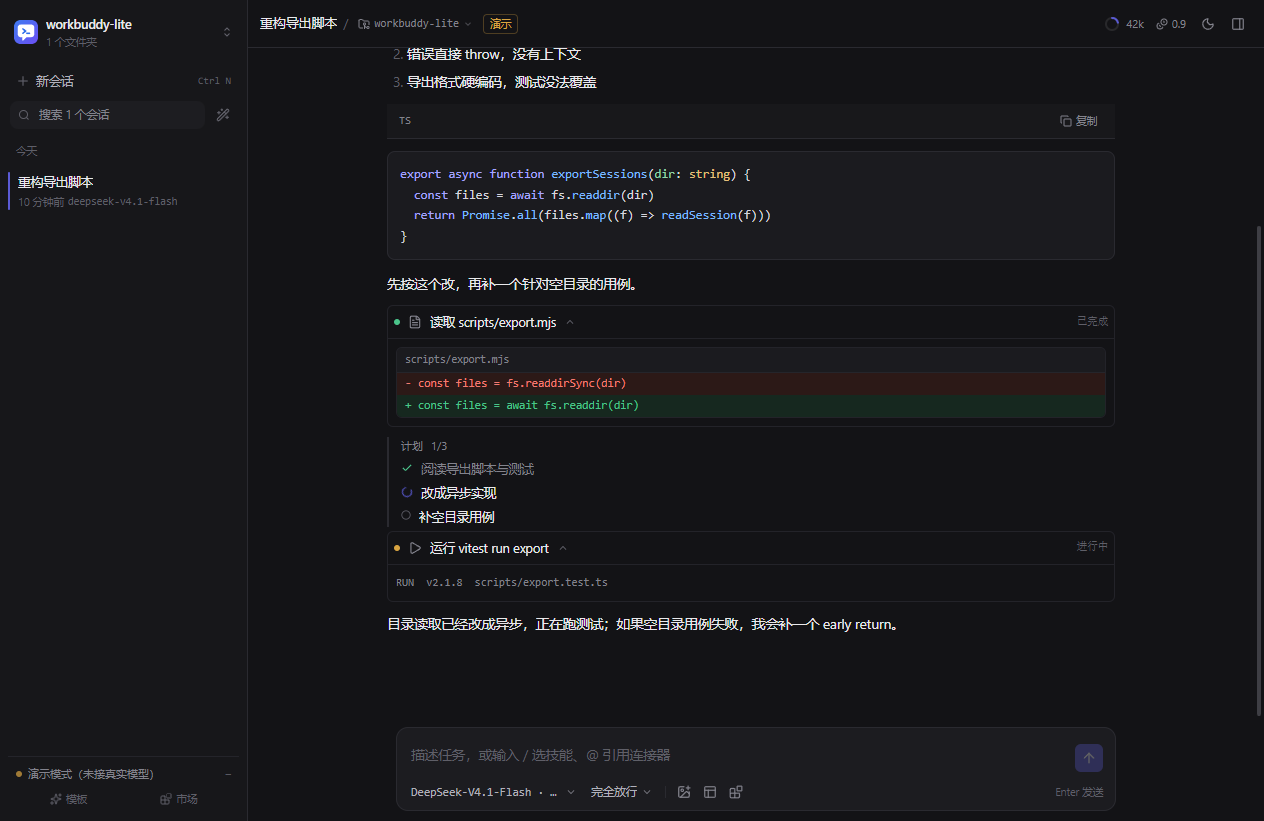 workbuddy-lite
1 个文件夹
新会话
Ctrl N
搜索 1 个会话
今天
重构导出脚本
10 分钟前 deepseek-v4.1-flash
演示模式（未接真实模型）
模板
市场
重构导出脚本 / workbuddy-lite 演示
42k
0.9
2. 错误直接 throw，没有上下文
3. 导出格式硬编码，测试没法覆盖
TS
复制
export async function exportSessions(dir: string) {
const files = await fs.readdir(dir)
return Promise.all(files.map((f) => readSession(f)))
}
先按这个改，再补一个针对空目录的用例。
读取 scripts/export.mjs
已完成
scripts/export.mjs
- const files = fs.readdirSync(dir)
+ const files = await fs.readdir(dir)
计划 1/3
阅读导出脚本与测试
改成异步实现
补空目录用例
运行 vitest run export
进行中
RUN v2.1.8 scripts/export.test.ts
目录读取已经改成异步，正在跑测试；如果空目录用例失败，我会补一个 early return。
描述任务，或输入 / 选技能、@ 引用连接器
DeepSeek-V4.1-Flash · …
完全放行
Enter 发送